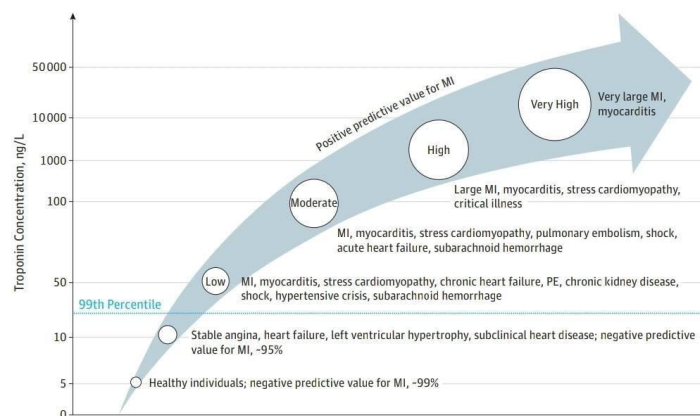 50000
10000
1000
100
50
10
5
0
Troponin Concentration, ng/L
99th Percentile
Positive predictive value for MI
Very High
Very large MI,
myocarditis
High
Large MI, myocarditis, stress cardiomyopathy,
critical illness
Moderate
MI, myocarditis, stress cardiomyopathy, pulmonary embolism, shock,
acute heart failure, subarachnoid hemorrhage
Low
MI, myocarditis, stress cardiomyopathy, chronic heart failure, PE, chronic kidney disease,
shock, hypertensive crisis, subarachnoid hemorrhage
Stable angina, heart failure, left ventricular hypertrophy, subclinical heart disease; negative predictive
value for MI, ~95%
Healthy individuals; negative predictive value for MI, ~99%